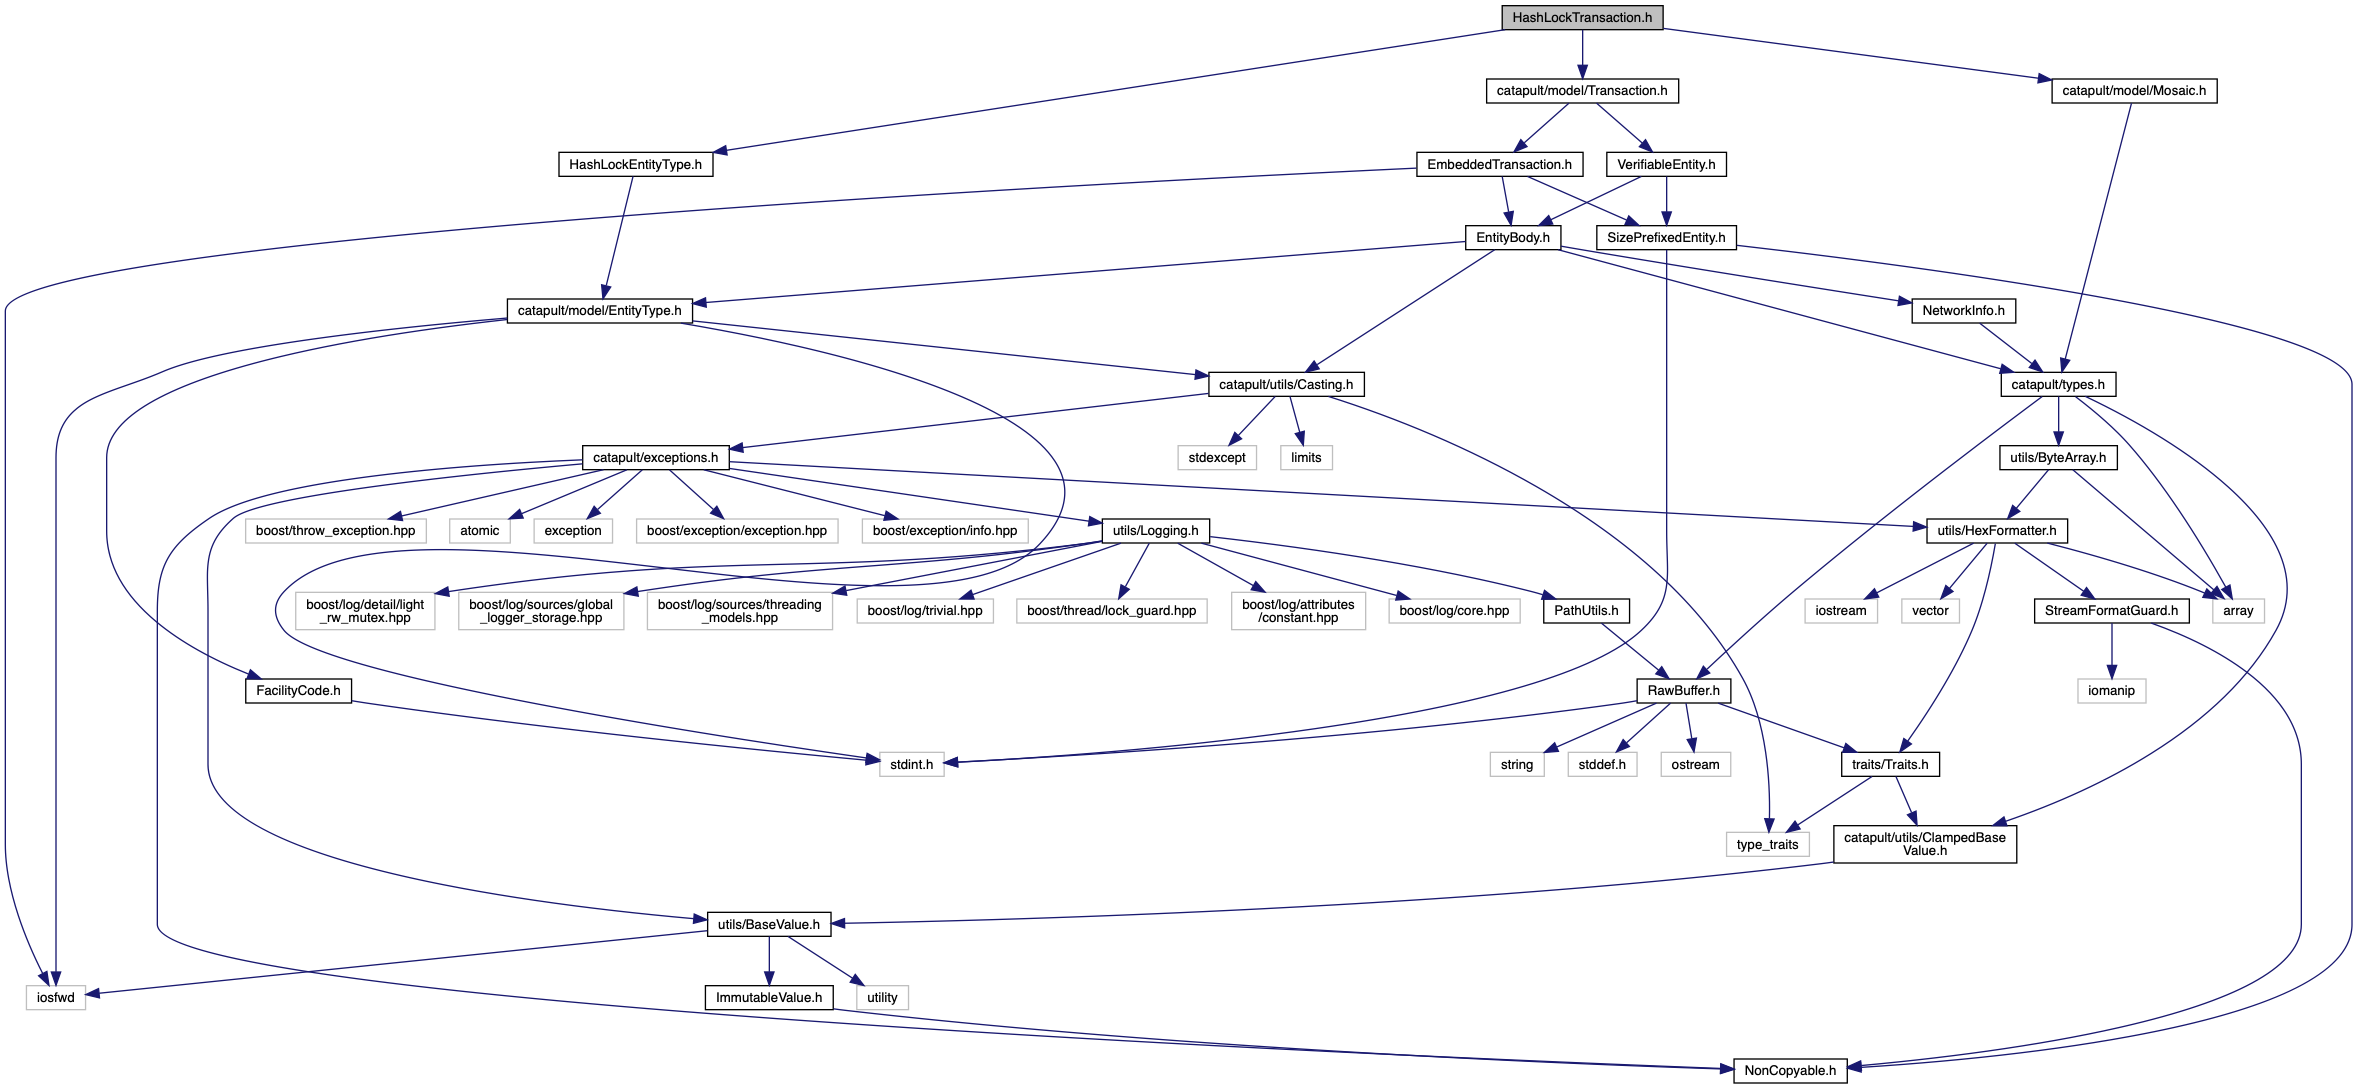 HashLockTransaction.h
catapult/model/Transaction.h
catapult/model/Mosaic.h
HashLockEntityType.h
EmbeddedTransaction.h
VerifiableEntity.h
EntityBody.h
SizePrefixedEntity.h
catapult/model/EntityType.h
NetworkInfo.h
catapult/utils/Casting.h
catapult/types.h
catapult/exceptions.h
stdexcept
limits
utils/ByteArray.h
boost/throw_exception.hpp
atomic
exception
boost/exception/exception.hpp
boost/exception/info.hpp
utils/Logging.h
utils/HexFormatter.h
boost/log/detail/light
_rw_mutex.hpp
boost/log/sources/global
_logger_storage.hpp
boost/log/sources/threading
_models.hpp
boost/log/trivial.hpp
boost/thread/lock_guard.hpp
boost/log/attributes
/constant.hpp
boost/log/core.hpp
PathUtils.h
iostream
vector
StreamFormatGuard.h
array
FacilityCode.h
RawBuffer.h
iomanip
stdint.h
string
stddef.h
ostream
traits/Traits.h
type_traits
catapult/utils/ClampedBase
Value.h
utils/BaseValue.h
iosfwd
ImmutableValue.h
utility
NonCopyable.h